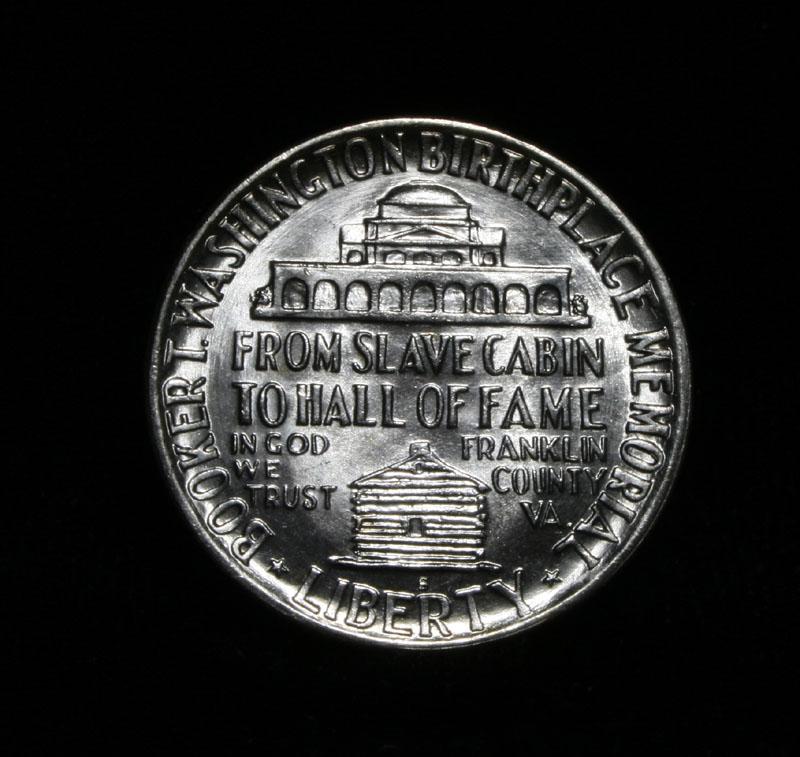 BOOKER T. WASHINGTON BIRTHPLACE MEMORIAL
FROM SLAVE CABIN
TO HALL OF FAME
IN GOD
WE
TRUST
FRANKLIN
COUNTY
VA.
S
LIBERTY